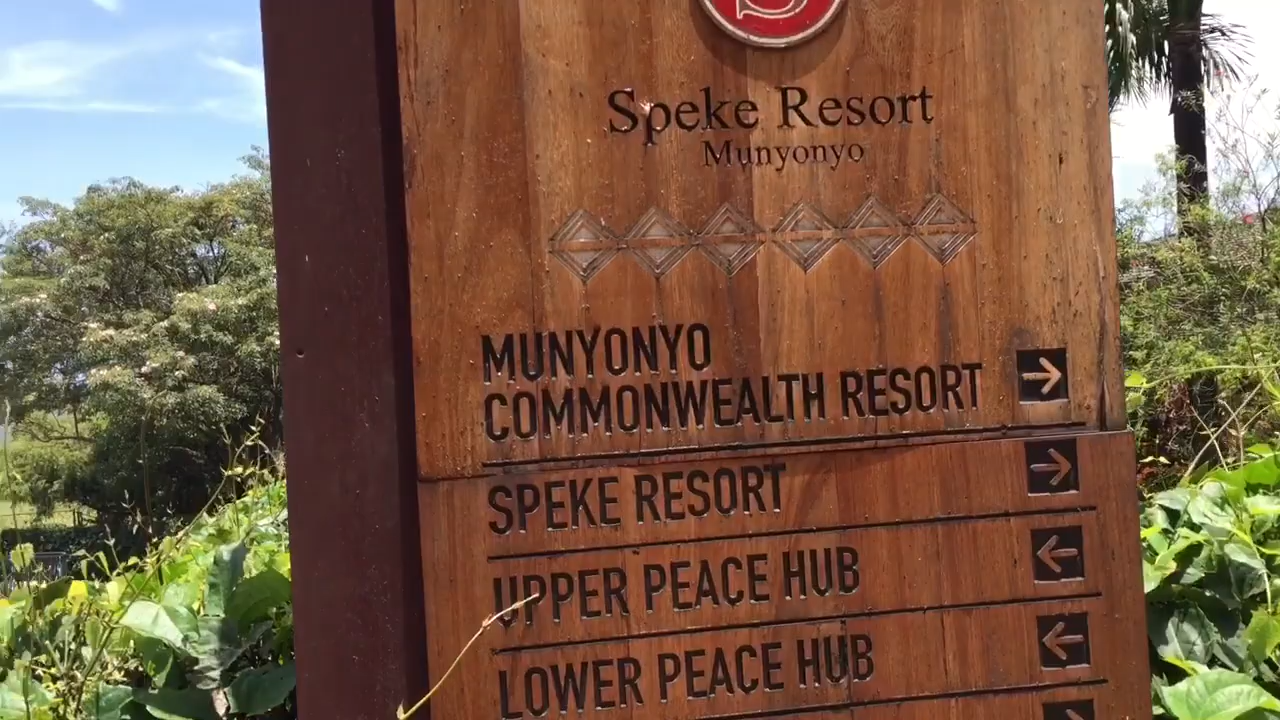 S
Speke Resort
Munyonyo
MUNYONYO
COMMONWEALTH RESORT →
SPEKE RESORT →
UPPER PEACE HUB ←
LOWER PEACE HUB ←